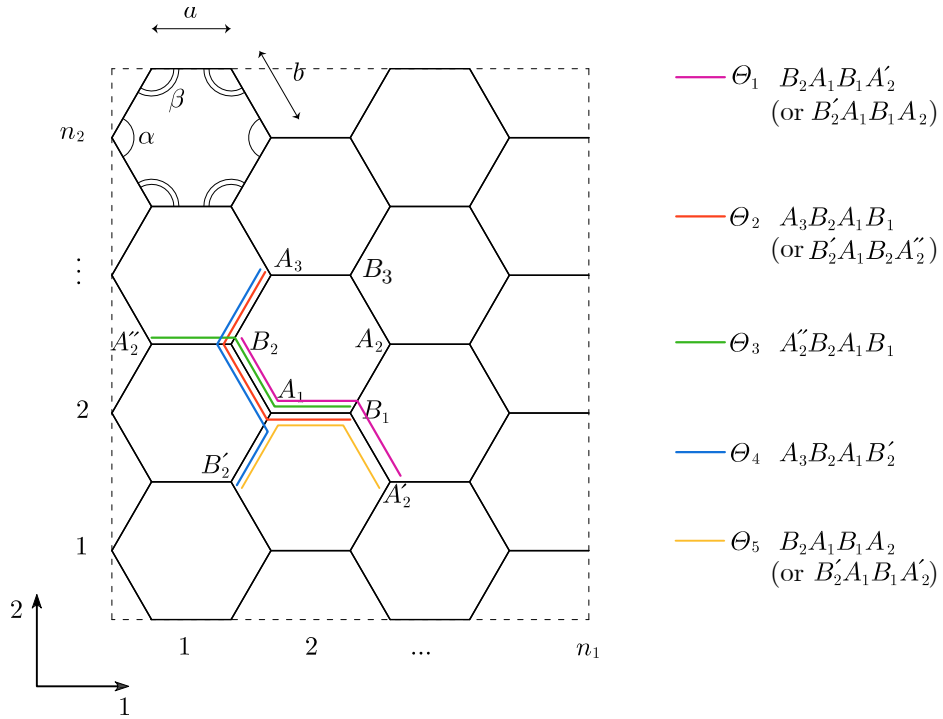 a
b
β
n₂
α
A₃
B₃
⋮
A₂″
B₂
A₂
A₁
2
B₁
B₂′
A₂′
1
2
1
2
...
n₁
1
Θ₁ B₂A₁B₁A₂′
(or B₂′A₁B₁A₂)
Θ₂ A₃B₂A₁B₁
(or B₂′A₁B₂A₂″)
Θ₃ A₂″B₂A₁B₁
Θ₄ A₃B₂A₁B₂′
Θ₅ B₂A₁B₁A₂
(or B₂′A₁B₁A₂′)